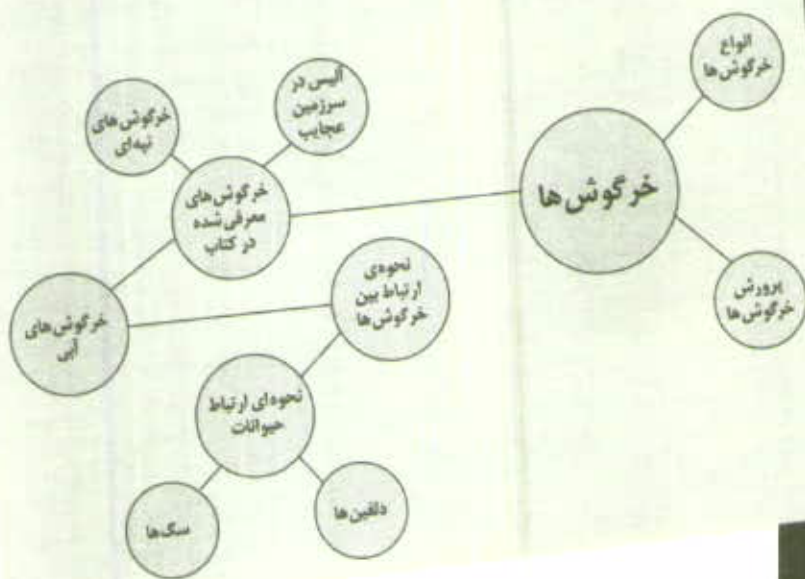 انواع
خرگوش‌ها
خرگوش‌ها
پرورش
خرگوش‌ها
آلیس در
سرزمین
عجایب
خرگوش‌های
تپه‌ای
خرگوش‌های
معرفی‌شده
در کتاب
خرگوش‌های
آبی
نحوه‌ی
ارتباط بین
خرگوش‌ها
نحوه‌ای ارتباط
حیوانات
دلفین‌ها
سگ‌ها